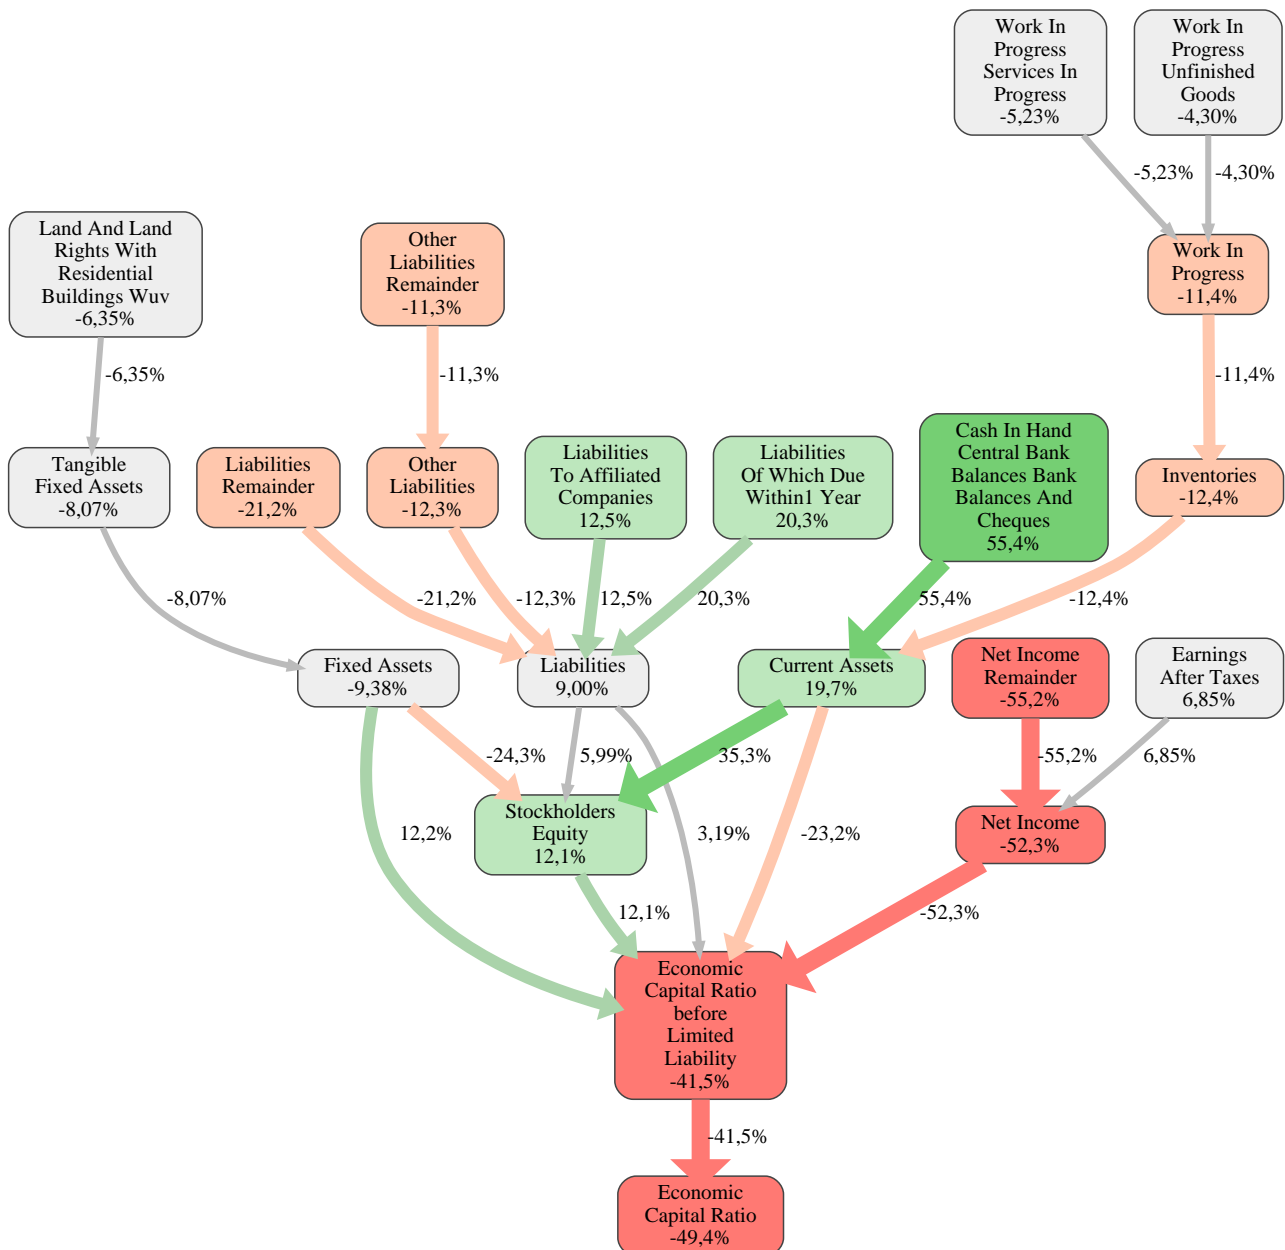 Work In
Progress
Services In
Progress
-5,23%
Work In
Progress
Unfinished
Goods
-4,30%
-5,23%
-4,30%
Land And Land
Rights With
Residential
Buildings Wuv
-6,35%
Other
Liabilities
Remainder
-11,3%
Work In
Progress
-11,4%
-6,35%
-11,3%
-11,4%
Tangible
Fixed Assets
-8,07%
Liabilities
Remainder
-21,2%
Other
Liabilities
-12,3%
Liabilities
To Affiliated
Companies
12,5%
Liabilities
Of Which Due
Within1 Year
20,3%
Cash In Hand
Central Bank
Balances Bank
Balances And
Cheques
55,4%
Inventories
-12,4%
-8,07%
-21,2%
-12,3%
12,5%
20,3%
55,4%
-12,4%
Fixed Assets
-9,38%
Liabilities
9,00%
Current Assets
19,7%
Net Income
Remainder
-55,2%
Earnings
After Taxes
6,85%
-24,3%
5,99%
35,3%
-55,2%
6,85%
Stockholders
Equity
12,1%
Net Income
-52,3%
12,2%
3,19%
-23,2%
12,1%
-52,3%
Economic
Capital Ratio
before
Limited
Liability
-41,5%
-41,5%
Economic
Capital Ratio
-49,4%